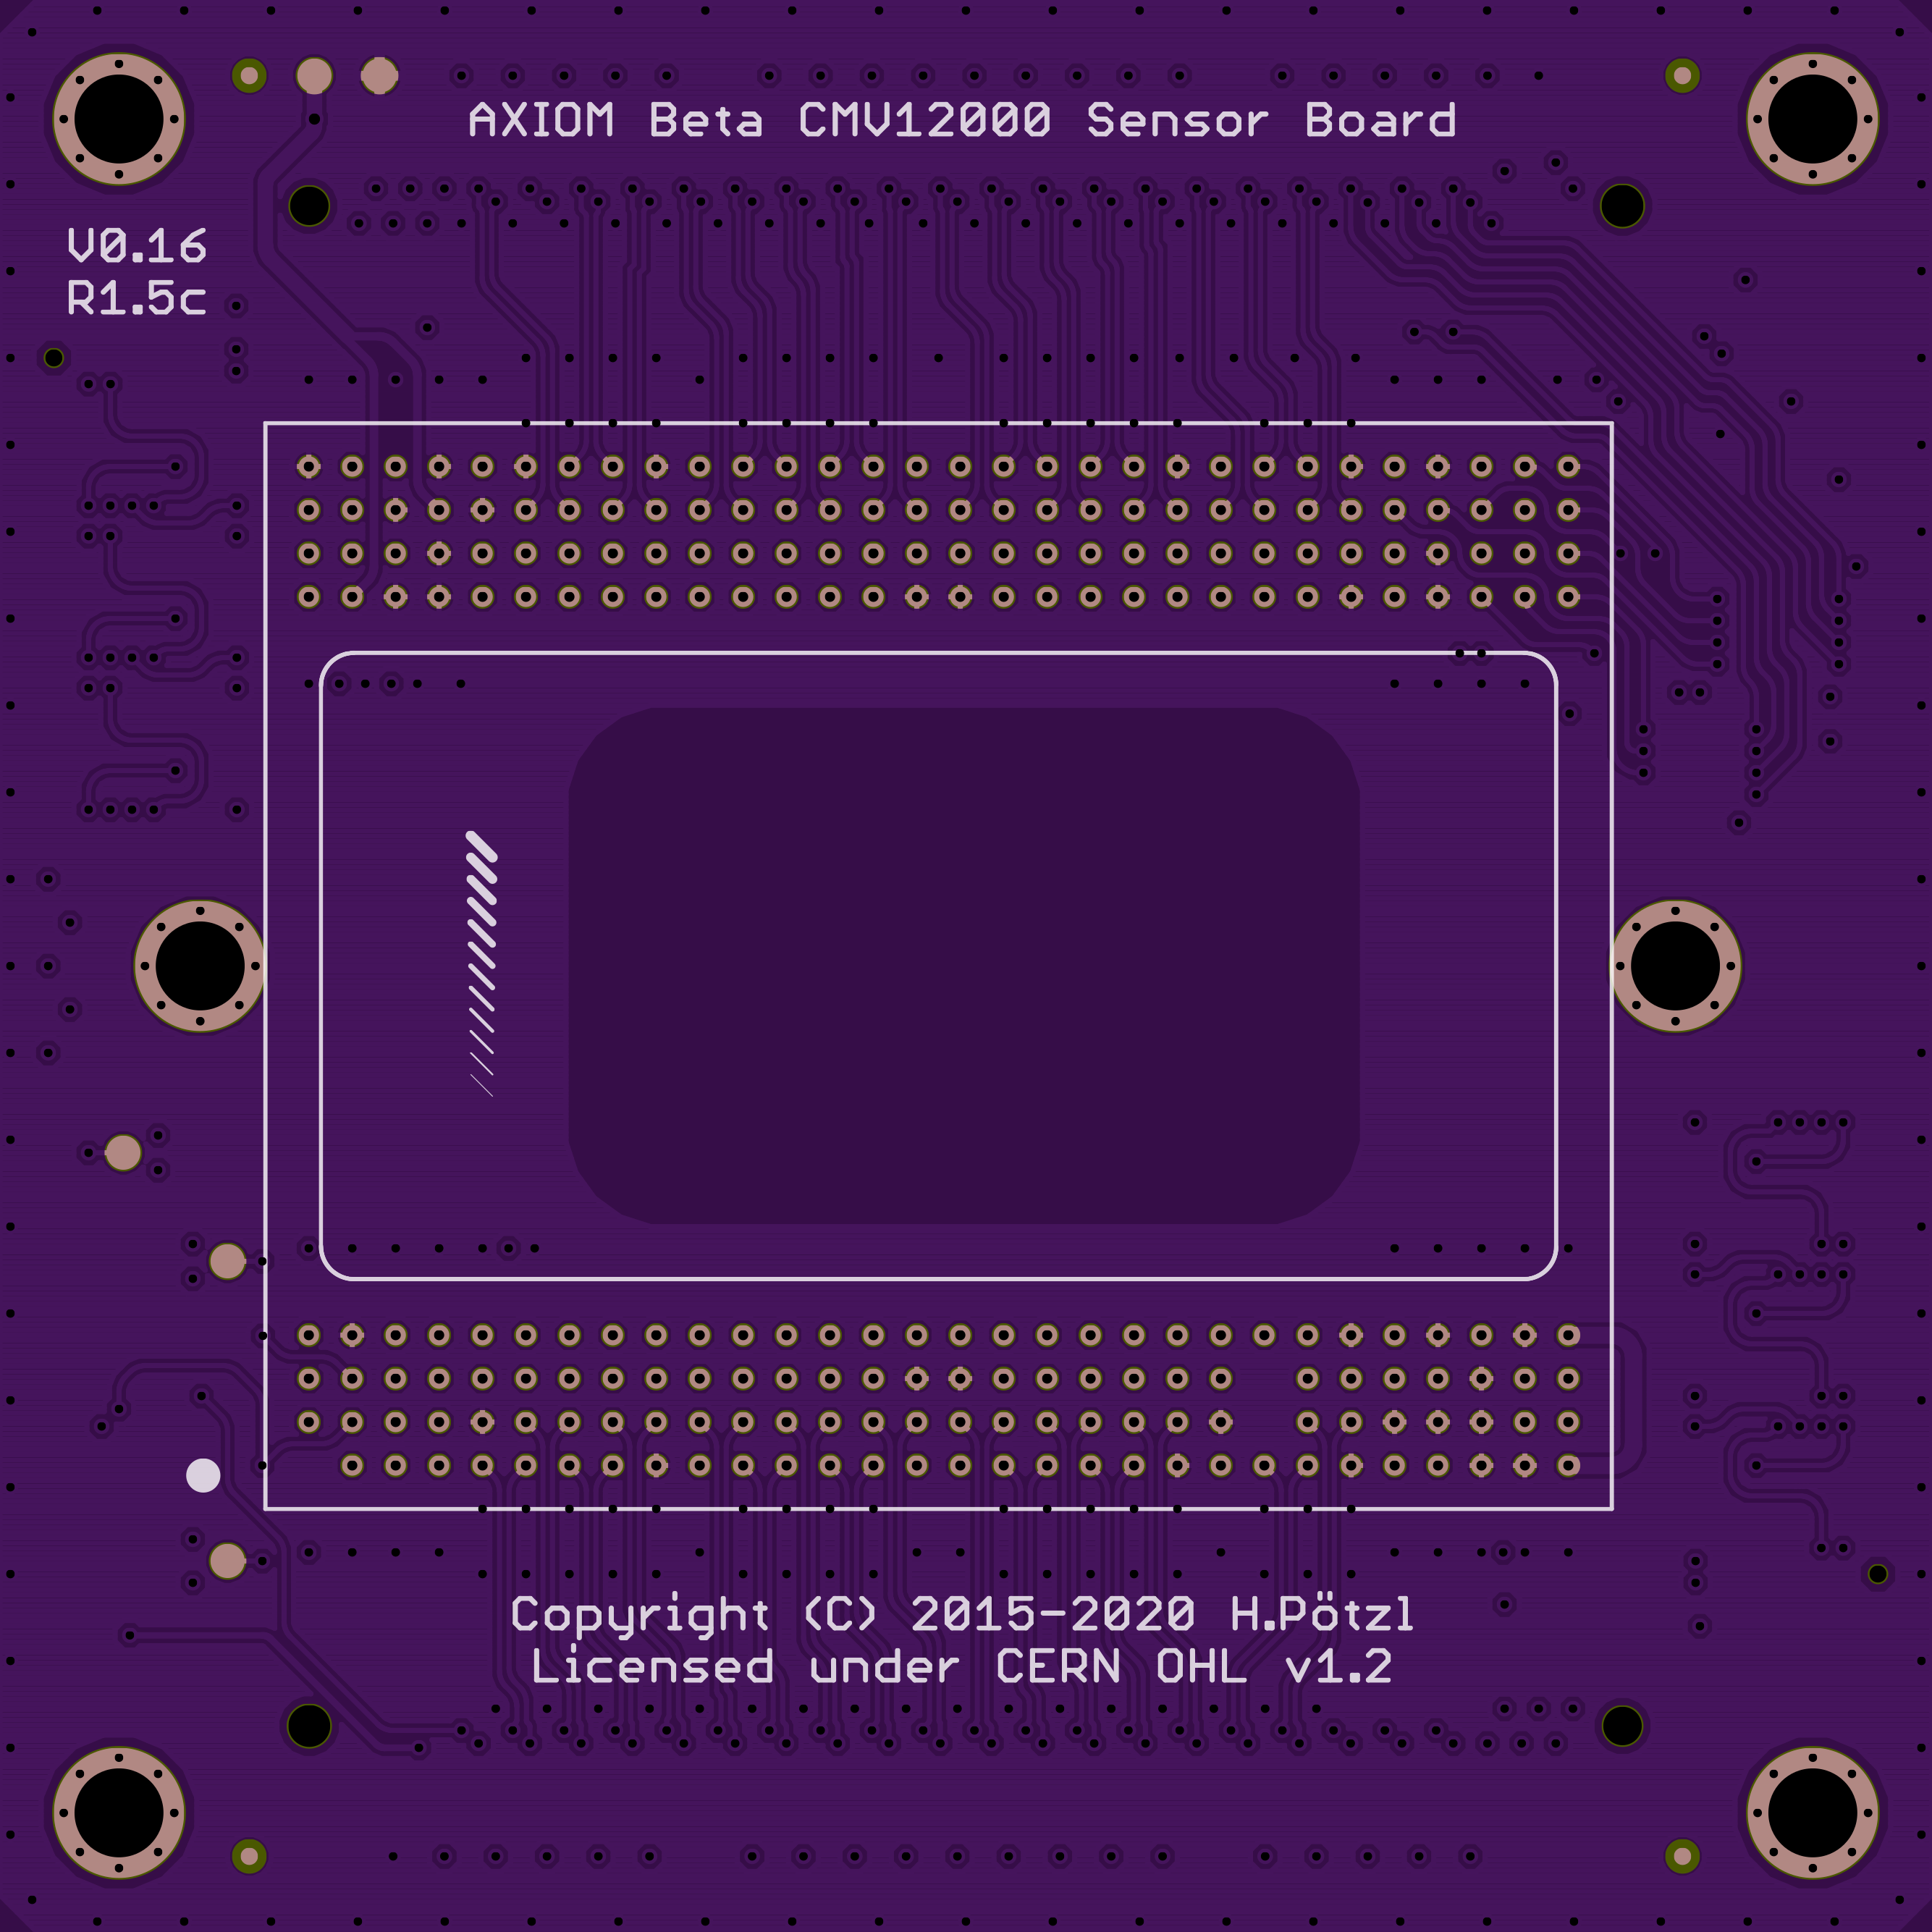 AXIOM Beta CMV12000 Sensor Board
V0.16
R1.5c
Copyright (C) 2015-2020 H.Pötzl
Licensed under CERN OHL v1.2